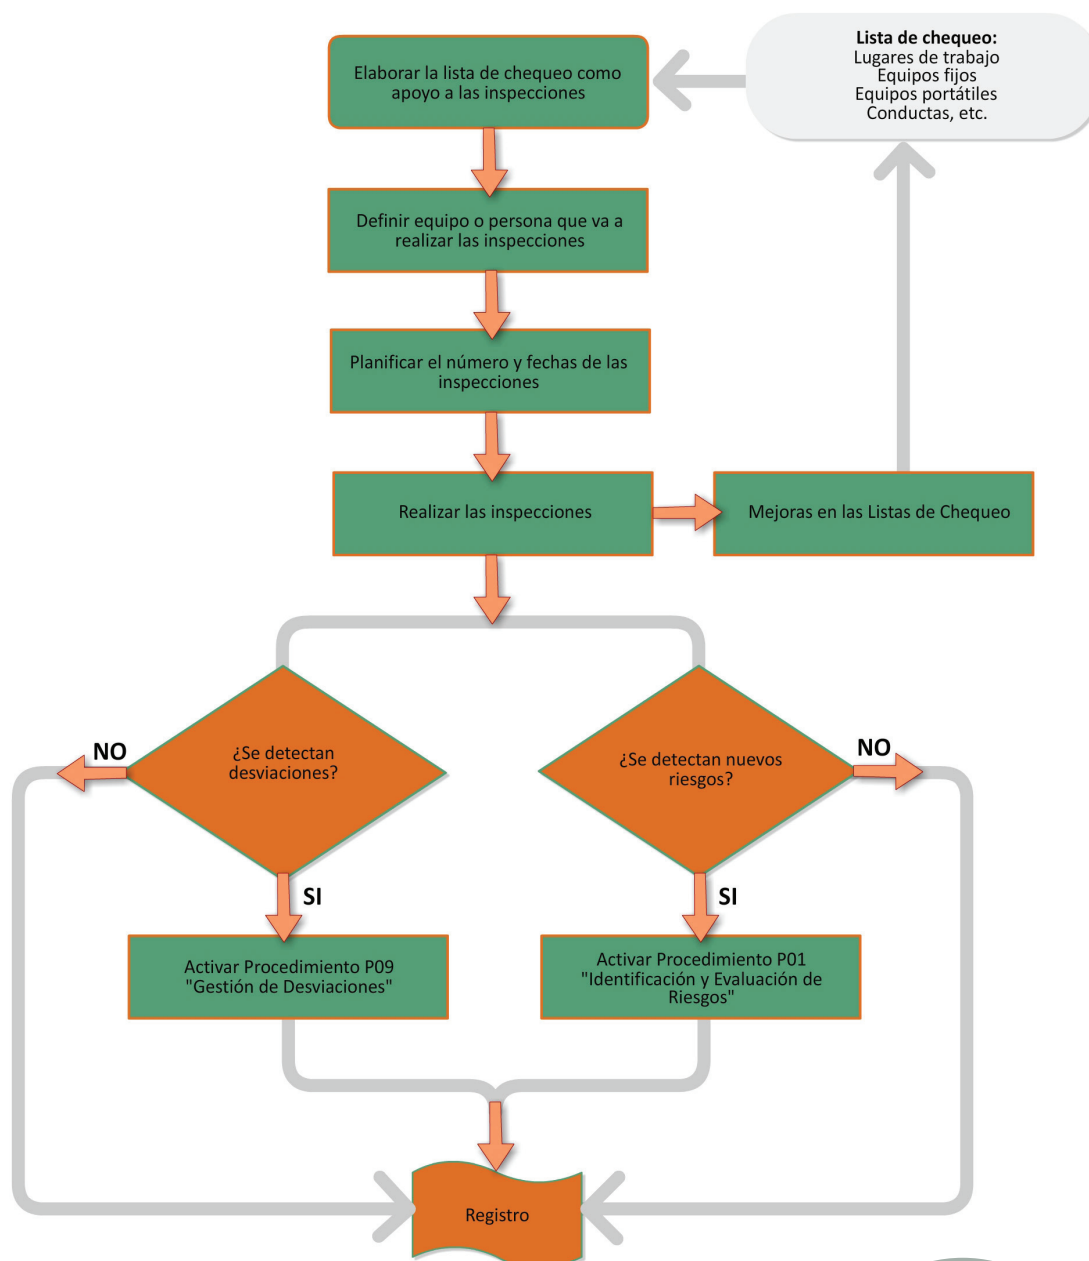 Elaborar la lista de chequeo como
apoyo a las inspecciones
Lista de chequeo:
Lugares de trabajo
Equipos fijos
Equipos portátiles
Conductas, etc.
Definir equipo o persona que va a
realizar las inspecciones
Planificar el número y fechas de las
inspecciones
Realizar las inspecciones
Mejoras en las Listas de Chequeo
¿Se detectan
desviaciones?
NO
SI
¿Se detectan nuevos
riesgos?
NO
SI
Activar Procedimiento P09
"Gestión de Desviaciones"
Activar Procedimiento P01
"Identificación y Evaluación de
Riesgos"
Registro